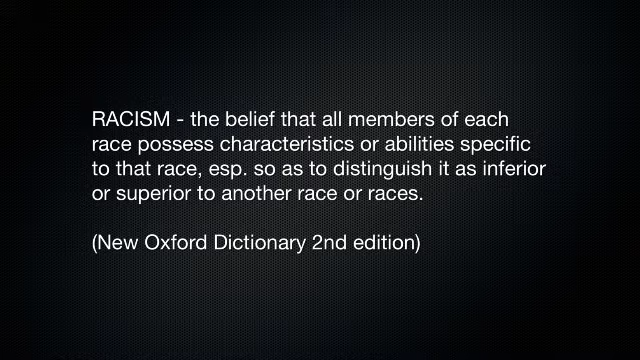 RACISM - the belief that all members of each
race possess characteristics or abilities specific
to that race, esp. so as to distinguish it as inferior
or superior to another race or races.
(New Oxford Dictionary 2nd edition)